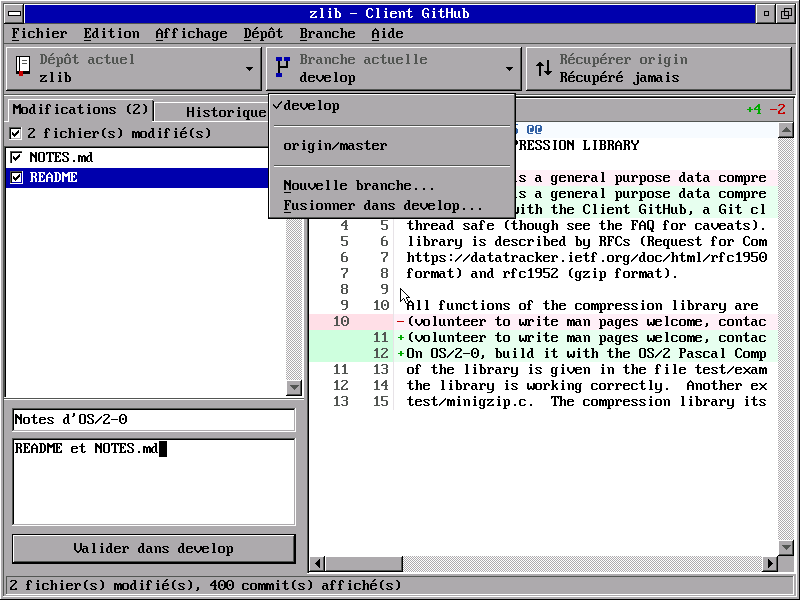 zlib - Client GitHub
Fichier Edition Affichage Dépôt Branche Aide
Dépôt actuel
zlib
Branche actuelle
develop
Récupérer origin
Récupéré jamais
Modifications (2)
Historique
+4 -2
2 fichier(s) modifié(s)
NOTES.md
README
✓develop
origin/master
Nouvelle branche...
Fusionner dans develop...
@@
PRESSION LIBRARY
s a general purpose data compre
s a general purpose data compre
ith the Client GitHub, a Git cl
4 5 thread safe (though see the FAQ for caveats).
5 6 library is described by RFCs (Request for Com
6 7 https://datatracker.ietf.org/doc/html/rfc1950
7 8 format) and rfc1952 (gzip format).
8 9
9 10 All functions of the compression library are
10 -(volunteer to write man pages welcome, contac
11 +(volunteer to write man pages welcome, contac
12 +On OS/2-0, build it with the OS/2 Pascal Comp
11 13 of the library is given in the file test/exam
12 14 the library is working correctly.  Another ex
13 15 test/minigzip.c.  The compression library its
Notes d'OS/2-0
README et NOTES.md
Valider dans develop
2 fichier(s) modifié(s), 400 commit(s) affiché(s)